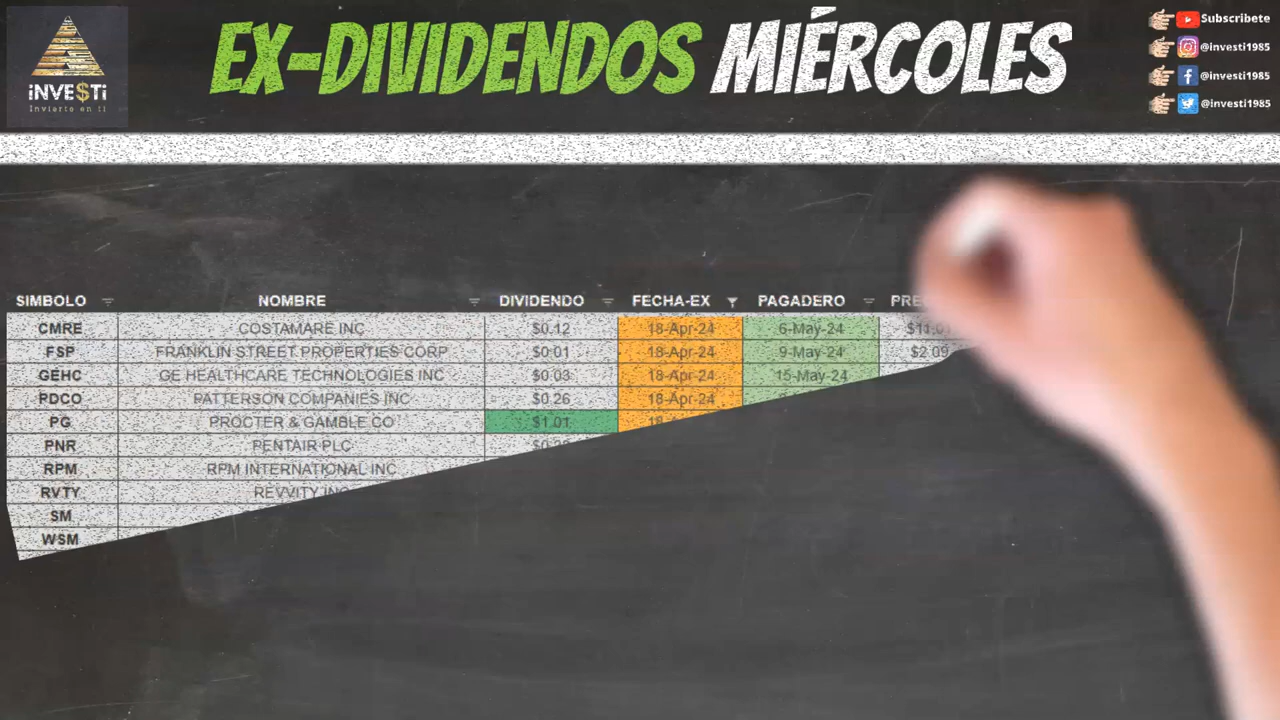 EX-DIVIDENDOS MIÉRCOLES
iNVE$Ti
Invierto en ti
Subscribete
@investi1985
@investi1985
@investi1985
SIMBOLO NOMBRE DIVIDENDO FECHA-EX PAGADERO
CMRE COSTAMARE INC $0.12 18-Apr-24 6-May-24
FSP FRANKLIN STREET PROPERTIES CORP $0.01 18-Apr-24 9-May-24 $2.09
GEHC GE HEALTHCARE TECHNOLOGIES INC $0.03 18-Apr-24 15-May-24
PDCO PATTERSON COMPANIES INC $0.26 18-Apr-24
PG PROCTER & GAMBLE CO $1.01
PNR PENTAIR PLC
RPM RPM INTERNATIONAL INC
RVTY REVVITY
SM
WSM